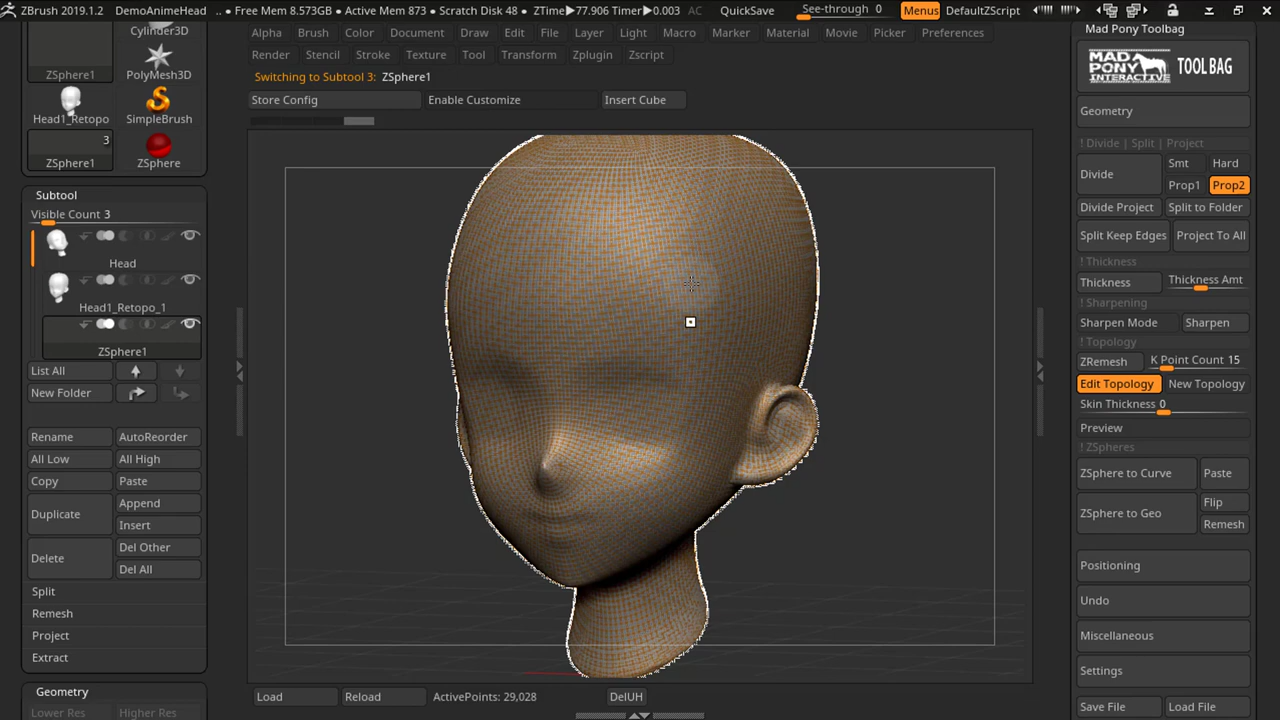 ZBrush 2019.1.2 DemoAnimeHead .. • Free Mem 8.573GB • Active Mem 873 • Scratch Disk 48 • ZTime▶77.906 Timer▶0.003 AC QuickSave See-through 0 Menus DefaultZScript
Alpha Brush Color Document Draw Edit File Layer Light Macro Marker Material Movie Picker Preferences
Render Stencil Stroke Texture Tool Transform Zplugin Zscript
Switching to Subtool 3: ZSphere1
Store Config Enable Customize Insert Cube
Cylinder3D
ZSphere1 PolyMesh3D
Head1_Retopo SimpleBrush
3
ZSphere1 ZSphere
Subtool
Visible Count 3
Head
Head1_Retopo_1
ZSphere1
List All
New Folder
Rename AutoReorder
All Low All High
Copy Paste
Duplicate Append
Insert
Delete Del Other
Del All
Split
Remesh
Project
Extract
Geometry
Lower Res Higher Res
Load Reload ActivePoints: 29,028 DelUH
Mad Pony Toolbag
MAD PONY INTERACTIVE TOOL BAG
Geometry
! Divide | Split | Project
Divide Smt Hard
Prop1 Prop2
Divide Project Split to Folder
Split Keep Edges Project To All
! Thickness
Thickness Thickness Amt
! Sharpening
Sharpen Mode Sharpen
! Topology
ZRemesh K Point Count 15
Edit Topology New Topology
Skin Thickness 0
Preview
! ZSpheres
ZSphere to Curve Paste
ZSphere to Geo Flip
Remesh
Positioning
Undo
Miscellaneous
Settings
Save File Load File